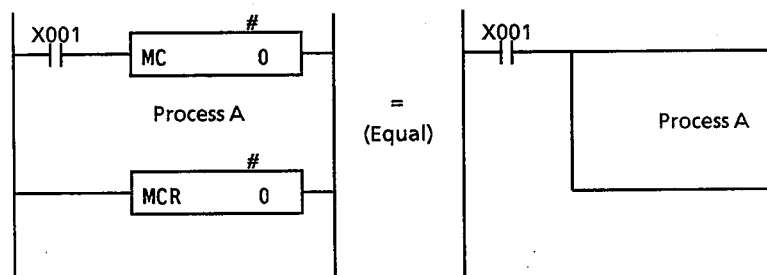 X001
#
MC 0
Process A
#
MCR 0
=
(Equal)
X001
Process A